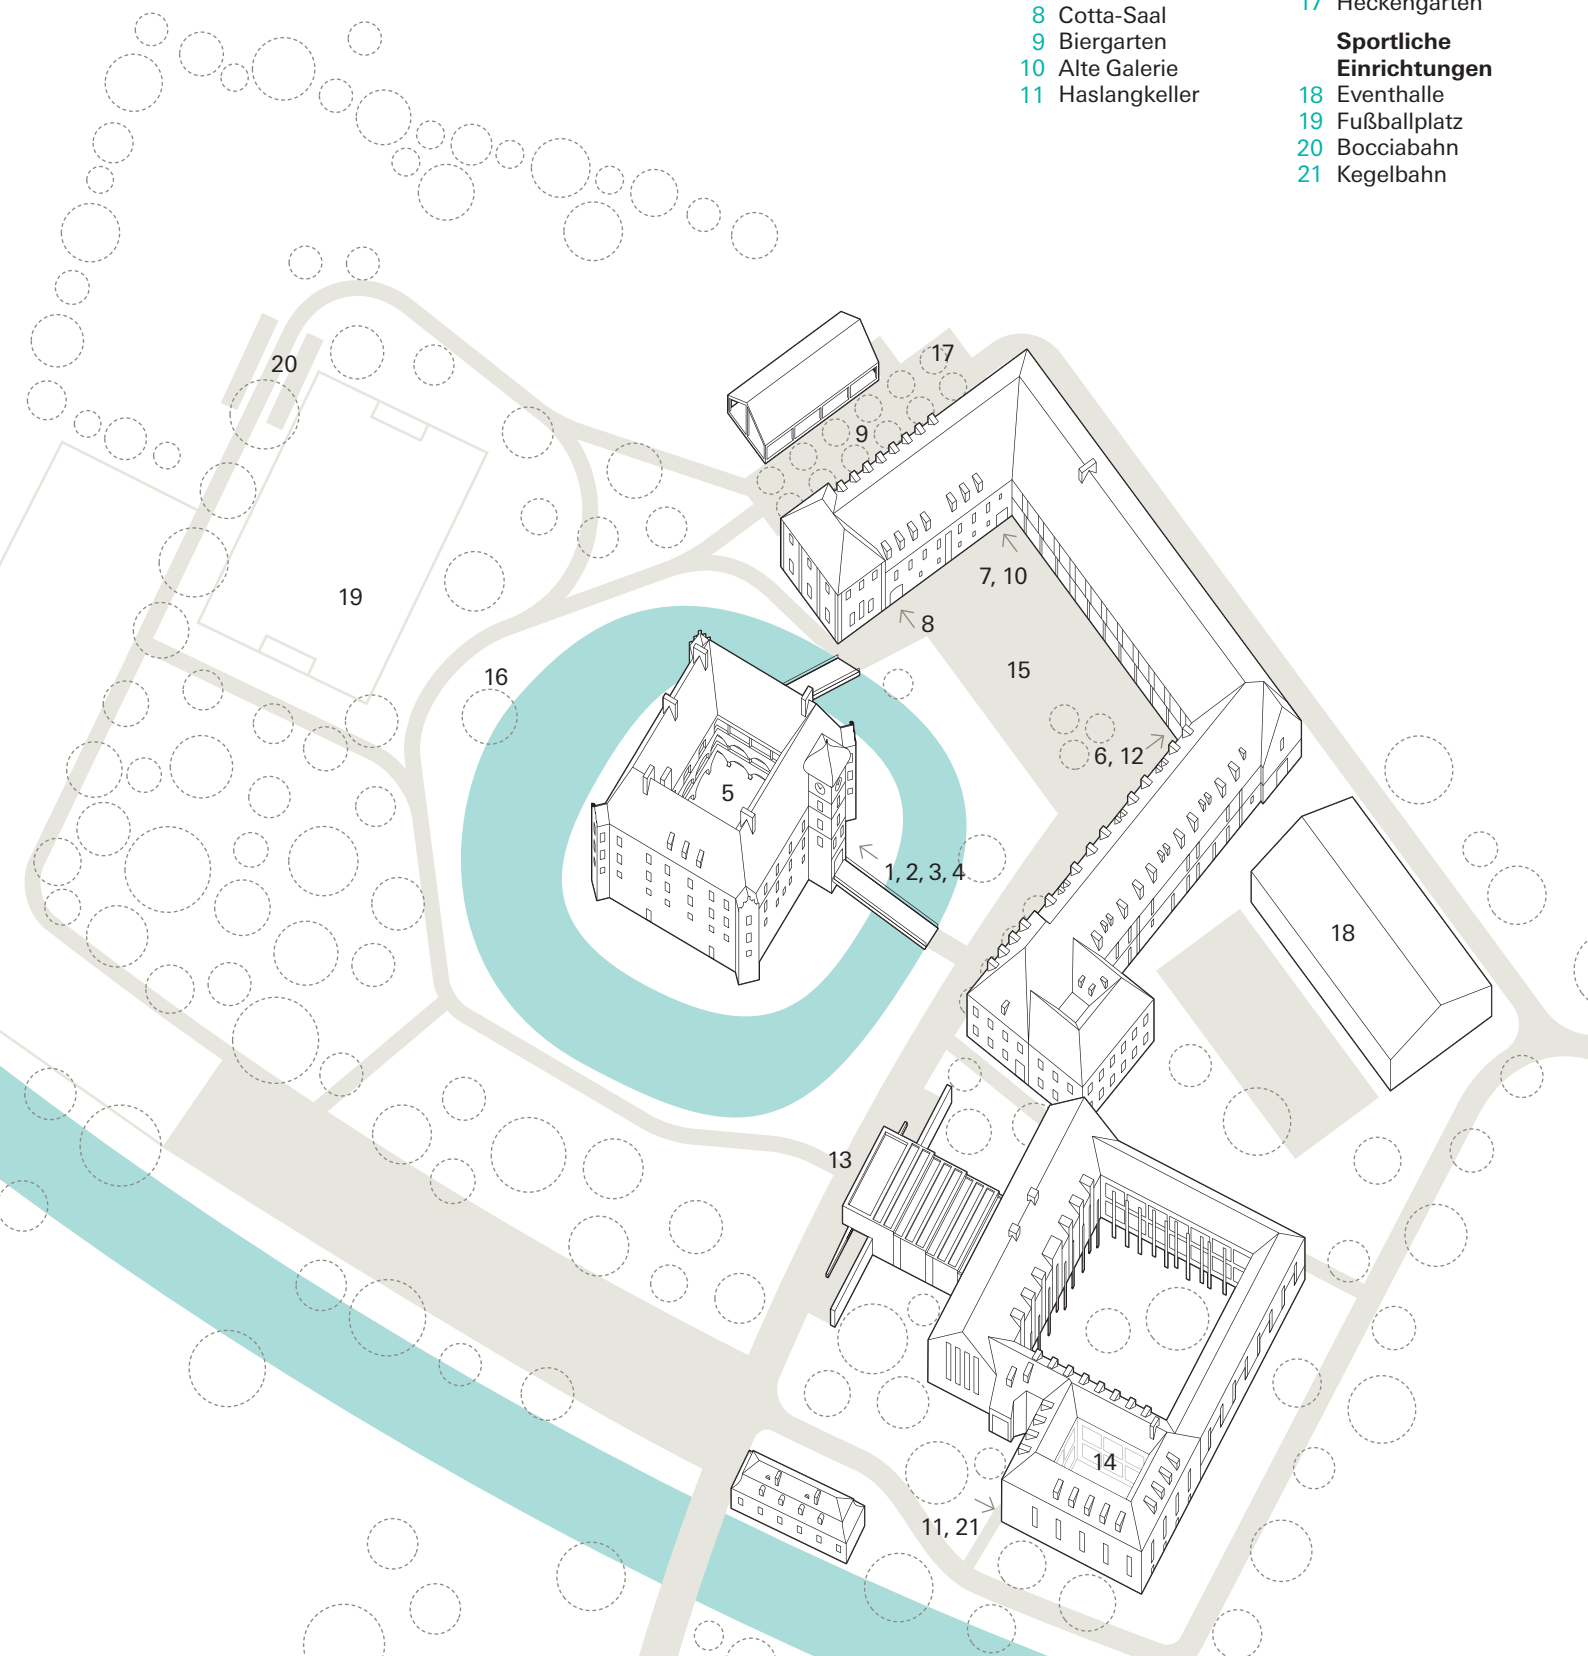 8 Cotta-Saal
9 Biergarten
10 Alte Galerie
11 Haslangkeller
17 Heckengarten
Sportliche
Einrichtungen
18 Eventhalle
19 Fußballplatz
20 Bocciabahn
21 Kegelbahn
17
20
9
7, 10
19
8
15
16
6, 12
5
1, 2, 3, 4
18
13
14
11, 21